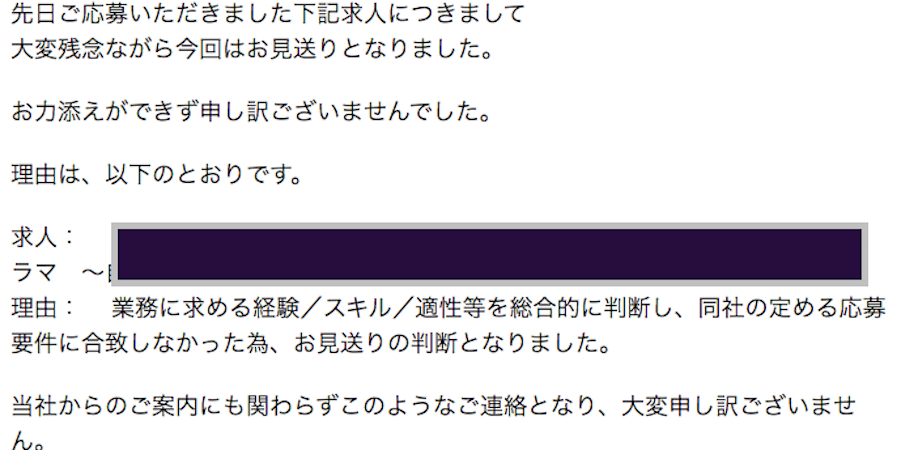 先日ご応募いただきました下記求人につきまして
大変残念ながら今回はお見送りとなりました。
お力添えができず申し訳ございませんでした。
理由は、以下のとおりです。
求人：
ラマ　〜
理由：　業務に求める経験／スキル／適性等を総合的に判断し、同社の定める応募
要件に合致しなかった為、お見送りの判断となりました。
当社からのご案内にも関わらずこのようなご連絡となり、大変申し訳ございませ
ん。